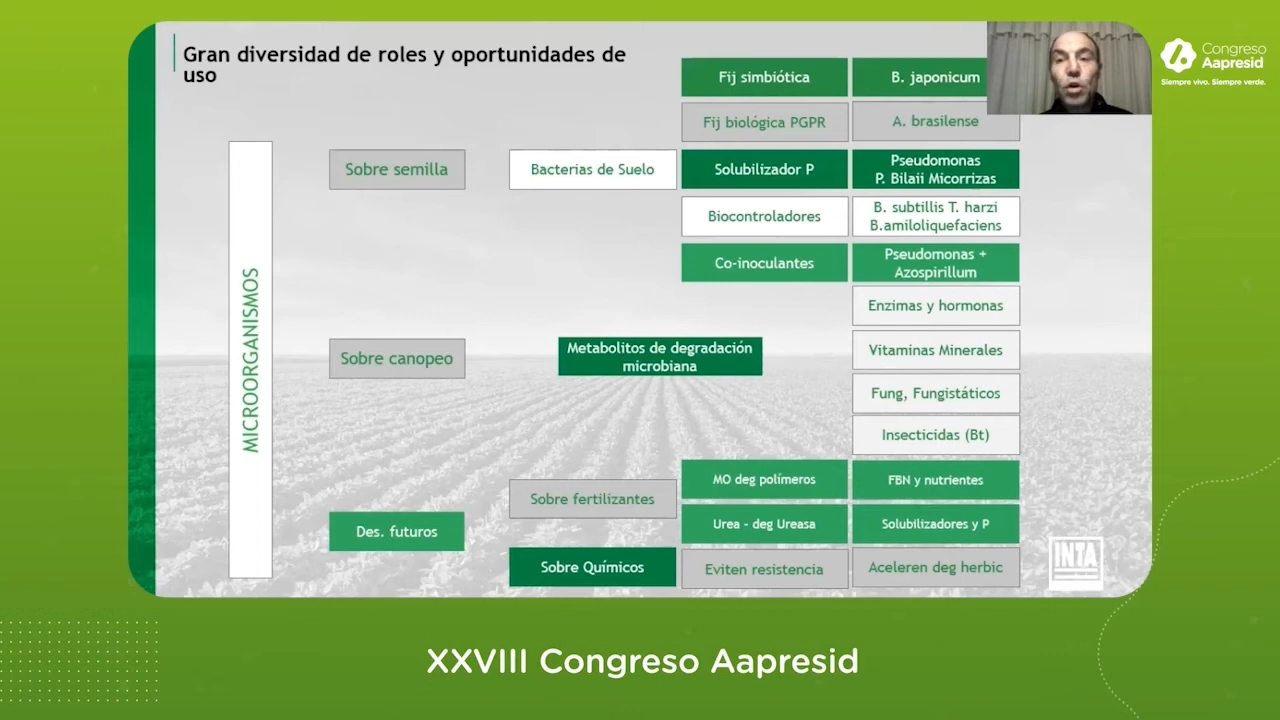 Gran diversidad de roles y oportunidades de
uso
Congreso
Aapresid
Siempre vivo. Siempre verde.
MICROORGANISMOS
Sobre semilla
Bacterias de Suelo
Fij simbiótica
B. japonicum
Fij biológica PGPR
A. brasilense
Solubilizador P
Pseudomonas
P. Bilaii Micorrizas
Biocontroladores
B. subtillis T. harzi
B.amiloliquefaciens
Co-inoculantes
Pseudomonas +
Azospirillum
Sobre canopeo
Metabolitos de degradación
microbiana
Enzimas y hormonas
Vitaminas Minerales
Fung, Fungistáticos
Insecticidas (Bt)
Des. futuros
Sobre fertilizantes
MO deg polímeros
FBN y nutrientes
Urea - deg Ureasa
Solubilizadores y P
Sobre Químicos
Eviten resistencia
Aceleren deg herbic
INTA
XXVIII Congreso Aapresid